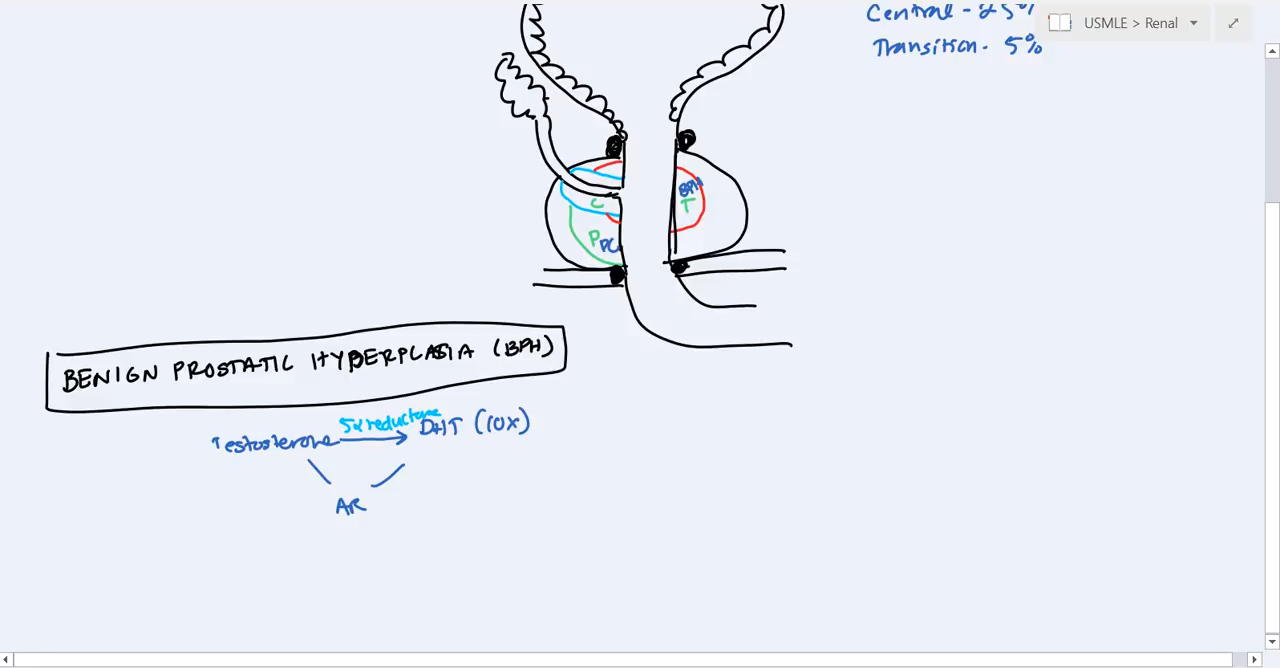 Central - 25%
USMLE > Renal
Transition - 5%
BPH
T
C
P PC
BENIGN PROSTATIC HYPERPLASIA (BPH)
5α reductase
Testosterone DHT (10x)
AR